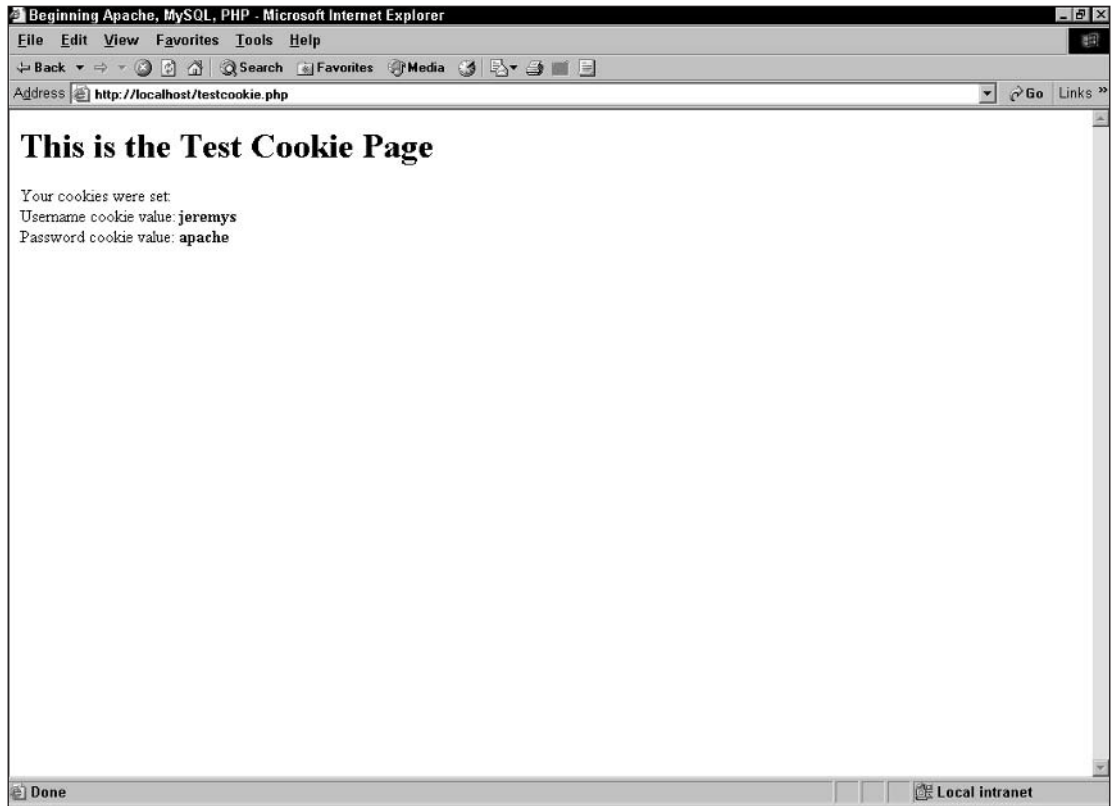 Beginning Apache, MySQL, PHP - Microsoft Internet Explorer
File Edit View Favorites Tools Help
Back Search Favorites Media
Address http://localhost/testcookie.php Go Links »
This is the Test Cookie Page
Your cookies were set:
Username cookie value: jeremys
Password cookie value: apache
Done Local intranet